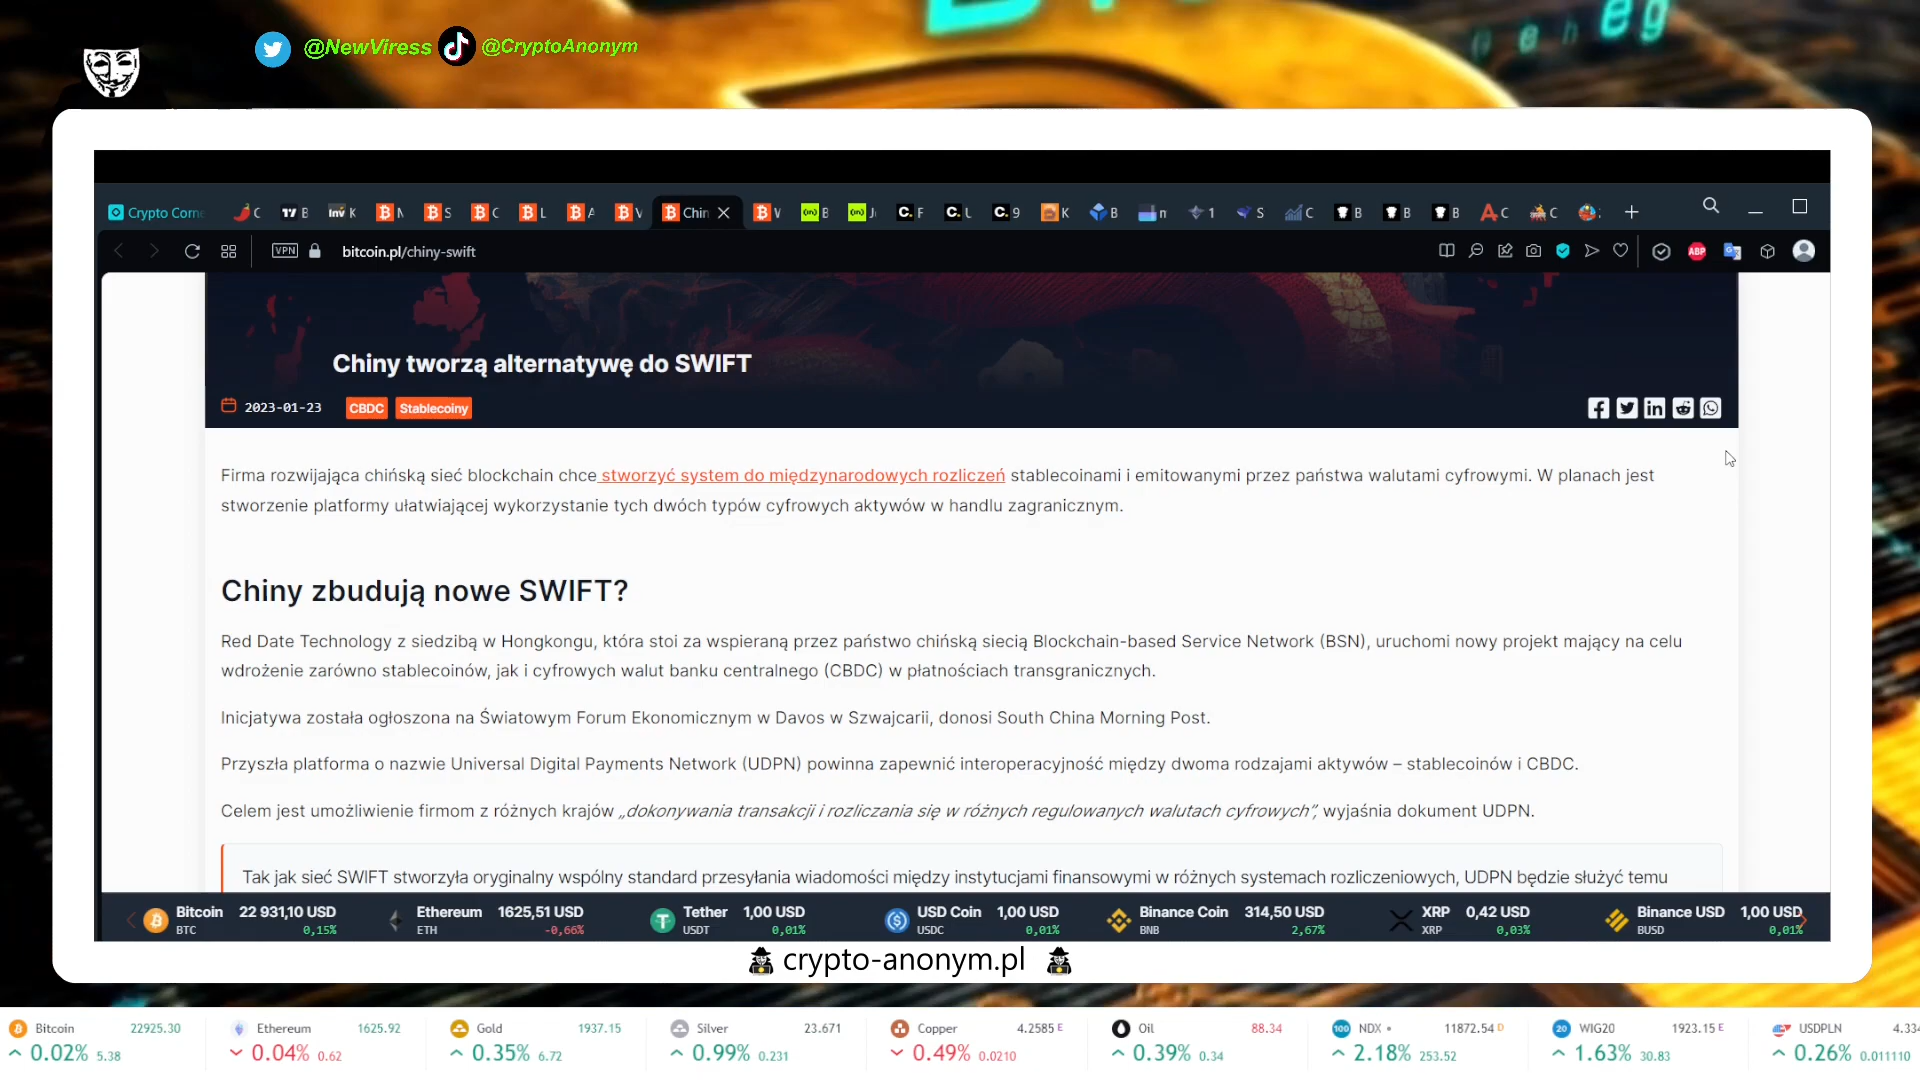 @NewViress @CryptoAnonym
Crypto Corne C B K N S C L A V Chin W B J F L 9 K B n 1 S C B B B C C
VPN bitcoin.pl/chiny-swift ABP
Chiny tworzą alternatywę do SWIFT
2023-01-23 CBDC Stablecoiny
Firma rozwijająca chińską sieć blockchain chce stworzyć system do międzynarodowych rozliczeń stablecoinami i emitowanymi przez państwa walutami cyfrowymi. W planach jest
stworzenie platformy ułatwiającej wykorzystanie tych dwóch typów cyfrowych aktywów w handlu zagranicznym.
Chiny zbudują nowe SWIFT?
Red Date Technology z siedzibą w Hongkongu, która stoi za wspieraną przez państwo chińską siecią Blockchain-based Service Network (BSN), uruchomi nowy projekt mający na celu
wdrożenie zarówno stablecoinów, jak i cyfrowych walut banku centralnego (CBDC) w płatnościach transgranicznych.
Inicjatywa została ogłoszona na Światowym Forum Ekonomicznym w Davos w Szwajcarii, donosi South China Morning Post.
Przyszła platforma o nazwie Universal Digital Payments Network (UDPN) powinna zapewnić interoperacyjność między dwoma rodzajami aktywów – stablecoinów i CBDC.
Celem jest umożliwienie firmom z różnych krajów „dokonywania transakcji i rozliczania się w różnych regulowanych walutach cyfrowych”, wyjaśnia dokument UDPN.
Tak jak sieć SWIFT stworzyła oryginalny wspólny standard przesyłania wiadomości między instytucjami finansowymi w różnych systemach rozliczeniowych, UDPN będzie służyć temu
Bitcoin 22 931,10 USD Ethereum 1625,51 USD Tether 1,00 USD USD Coin 1,00 USD Binance Coin 314,50 USD XRP 0,42 USD Binance USD 1,00 USD
BTC 0,15% ETH -0,66% USDT 0,01% USDC 0,01% BNB 2,67% XRP 0,03% BUSD 0,01%
crypto-anonym.pl
Bitcoin 22925.30 Ethereum 1625.92 Gold 1937.15 Silver 23.671 Copper 4.2585 E Oil 88.34 100 NDX 11872.54 D 20 WIG20 1923.15 E USDPLN 4.334
0.02% 5.38 0.04% 0.62 0.35% 6.72 0.99% 0.231 0.49% 0.0210 0.39% 0.34 2.18% 253.52 1.63% 30.83 0.26% 0.011110